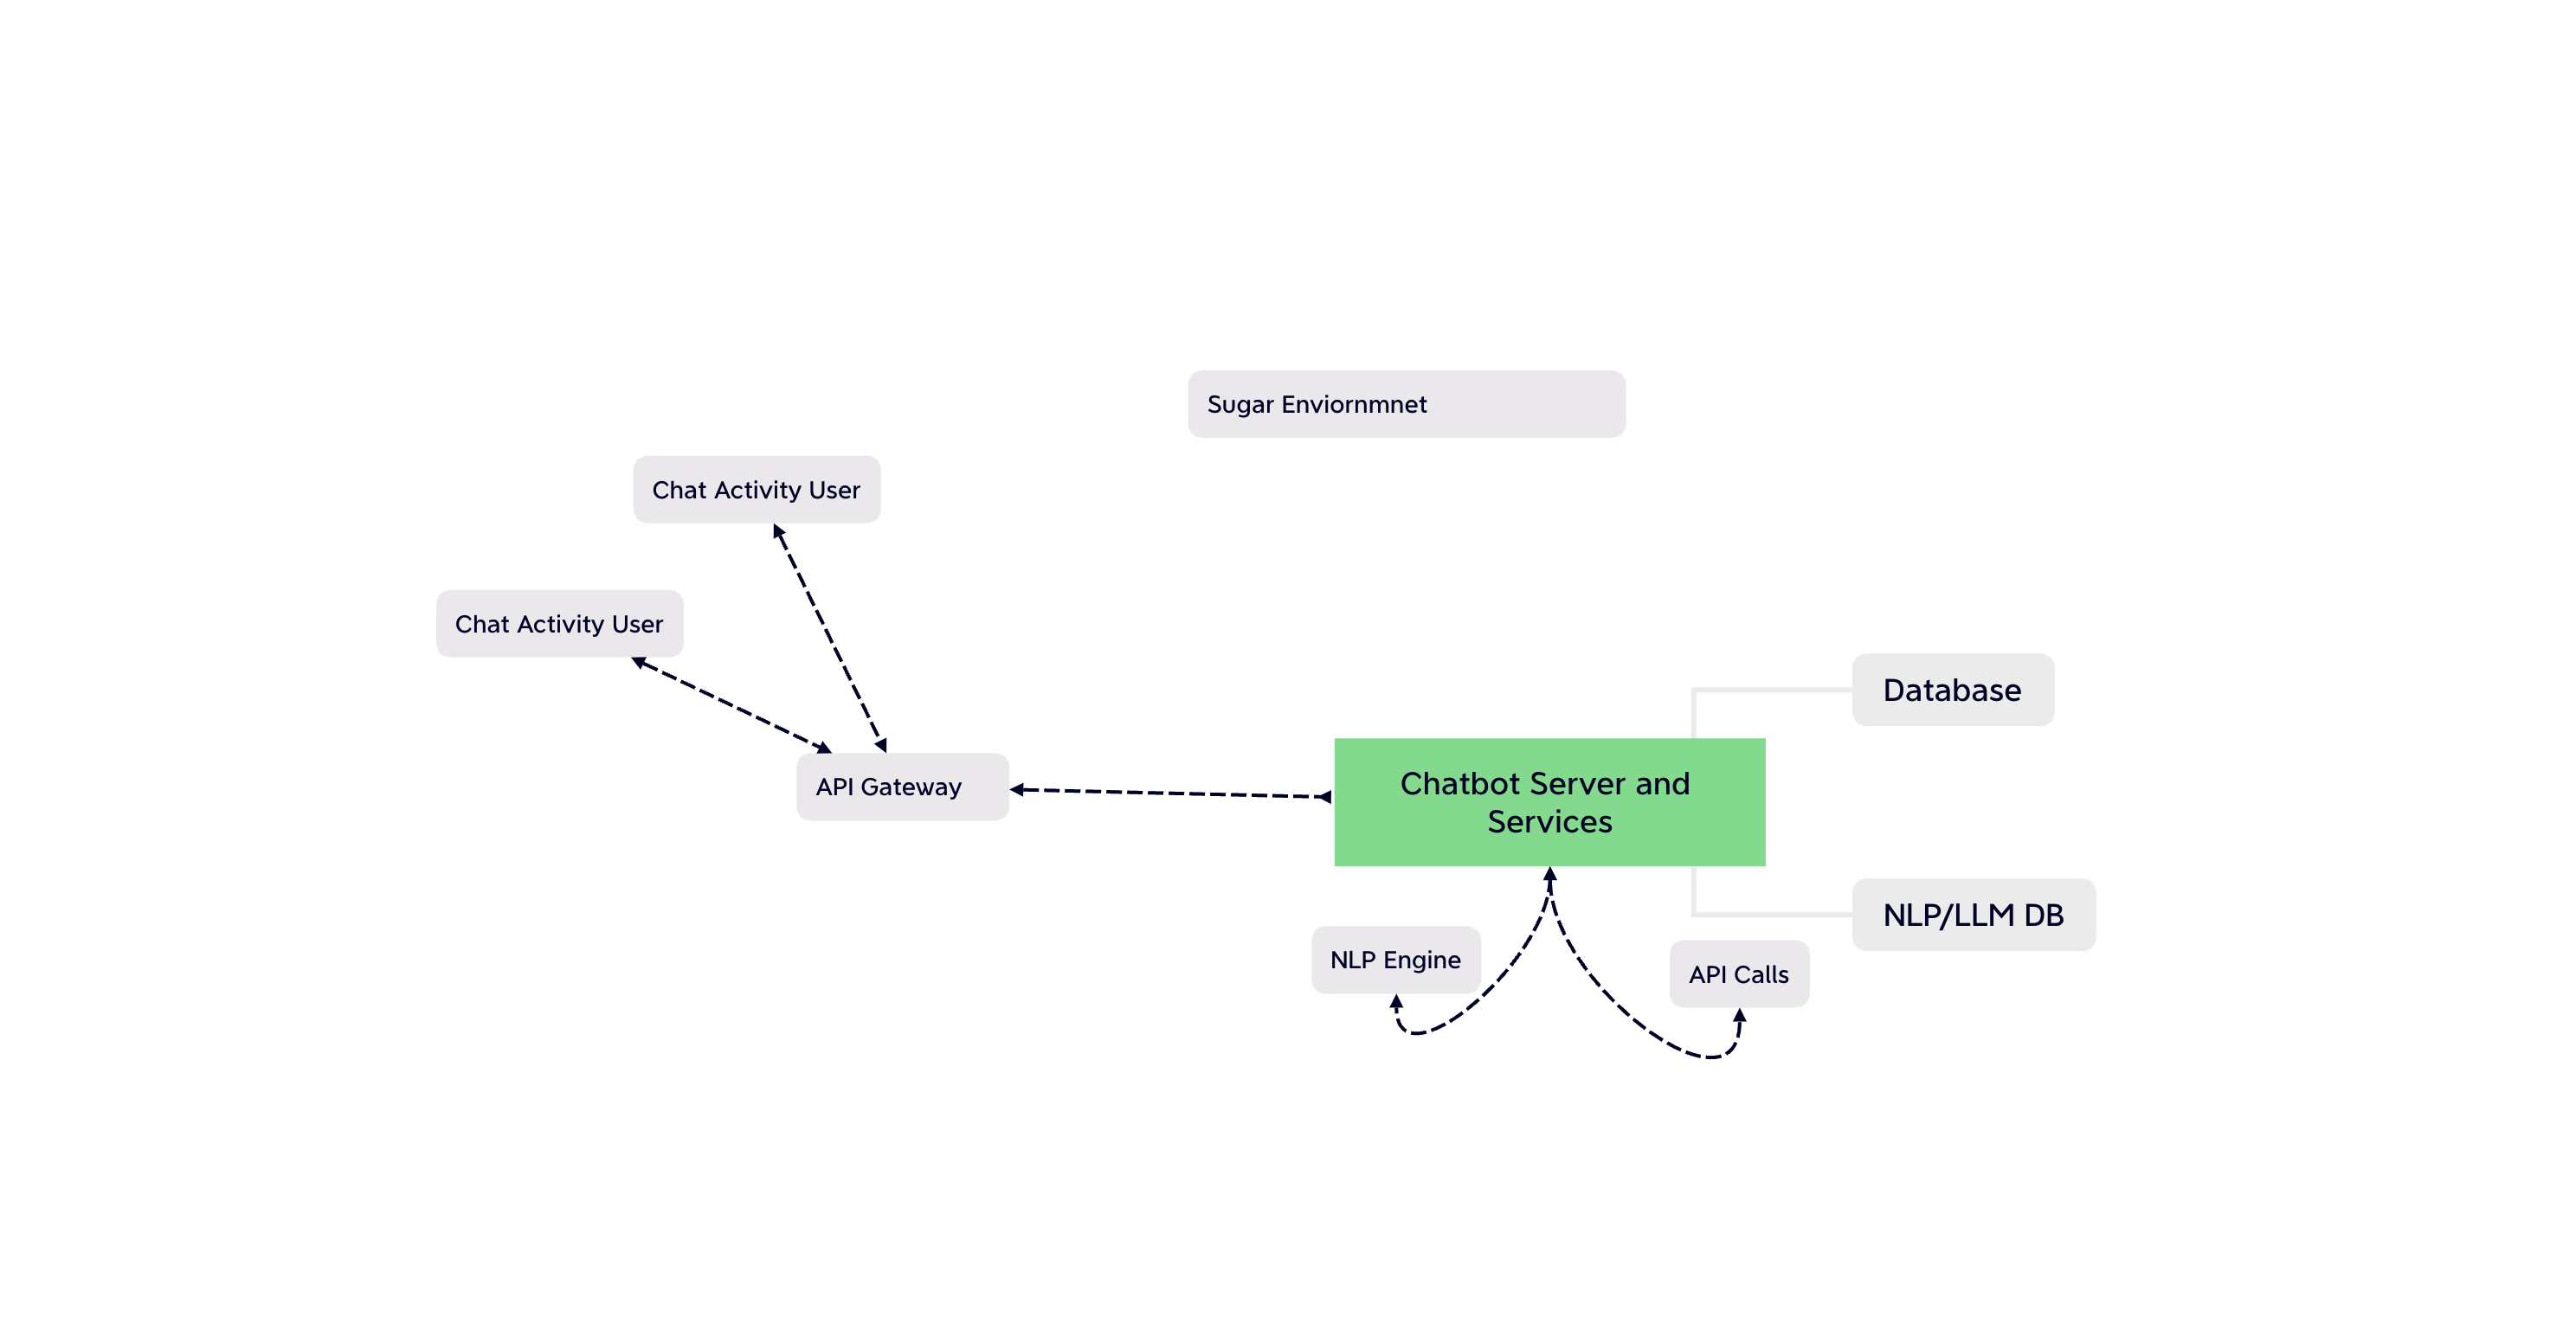 Sugar Enviornmnet
Chat Activity User
Chat Activity User
Database
API Gateway
Chatbot Server and
Services
NLP/LLM DB
NLP Engine
API Calls